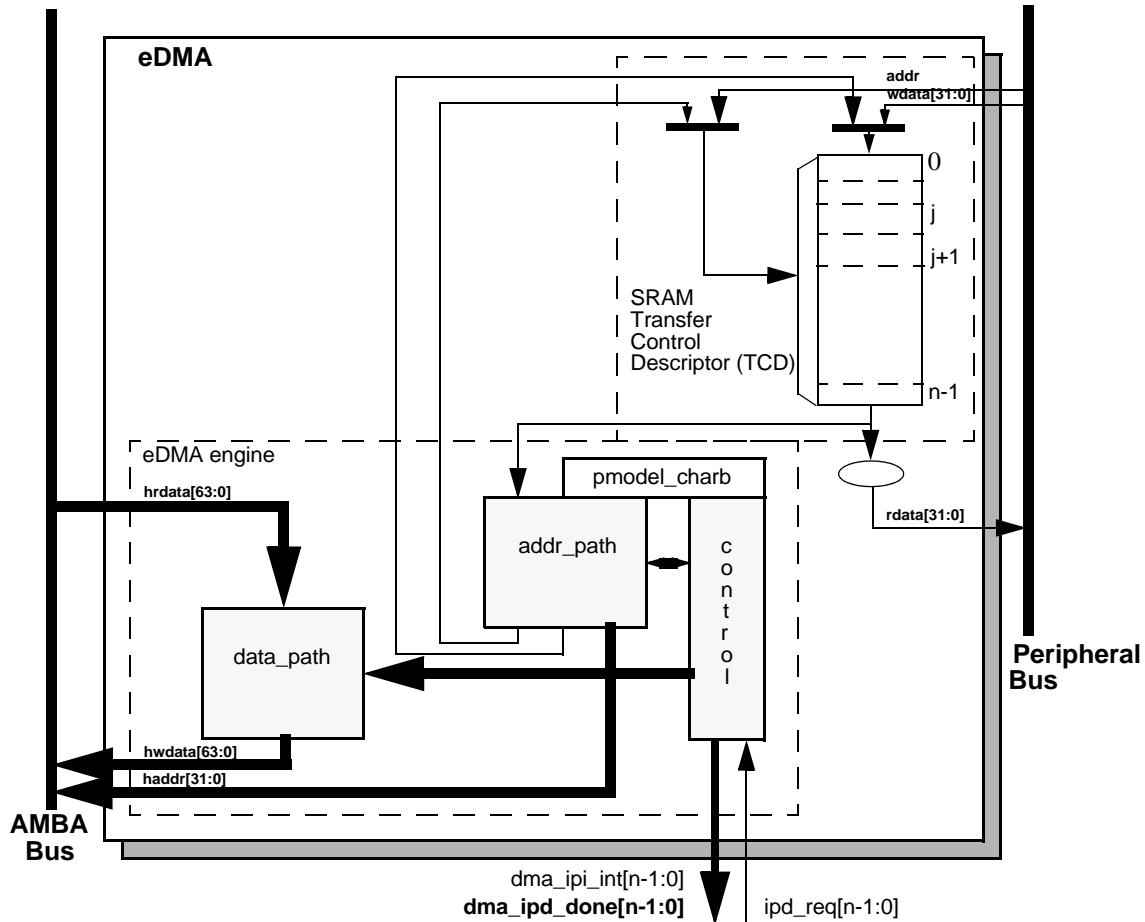 eDMA
addr
wdata[31:0]
0
j
j+1
n-1
SRAM
Transfer
Control
Descriptor (TCD)
eDMA engine
hrdata[63:0]
pmodel_charb
rdata[31:0]
addr_path
control
data_path
Peripheral
Bus
hwdata[63:0]
haddr[31:0]
AMBA
Bus
dma_ipi_int[n-1:0]
dma_ipd_done[n-1:0]
ipd_req[n-1:0]